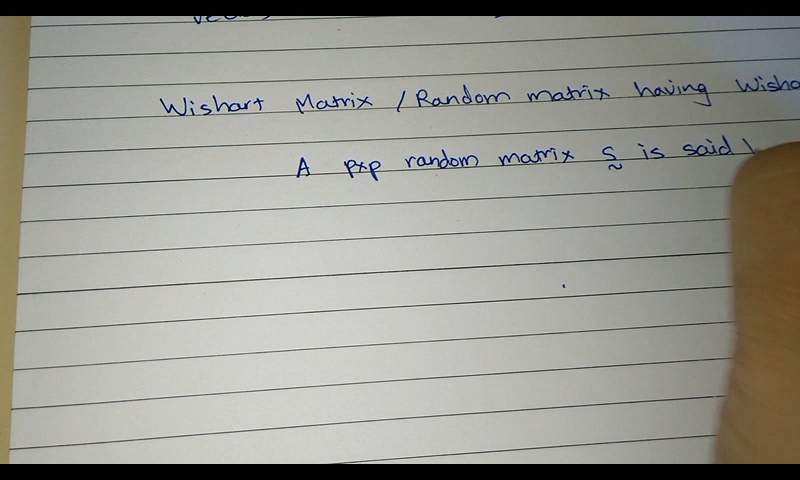 Wishart Matrix / Random matrix having
A pxp random matrix S is said